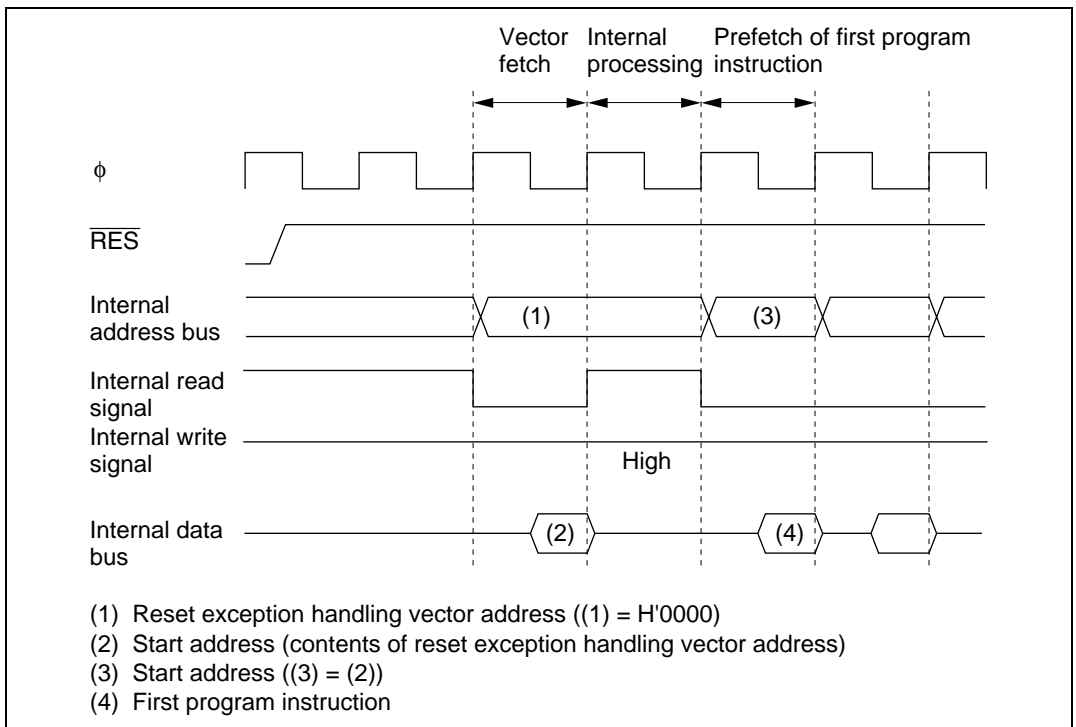 Vector Internal Prefetch of first program
fetch processing instruction
φ
RES
Internal
address bus
(1) (3)
Internal read
signal
Internal write
signal
High
Internal data
bus
(2) (4)
(1) Reset exception handling vector address ((1) = H'0000)
(2) Start address (contents of reset exception handling vector address)
(3) Start address ((3) = (2))
(4) First program instruction